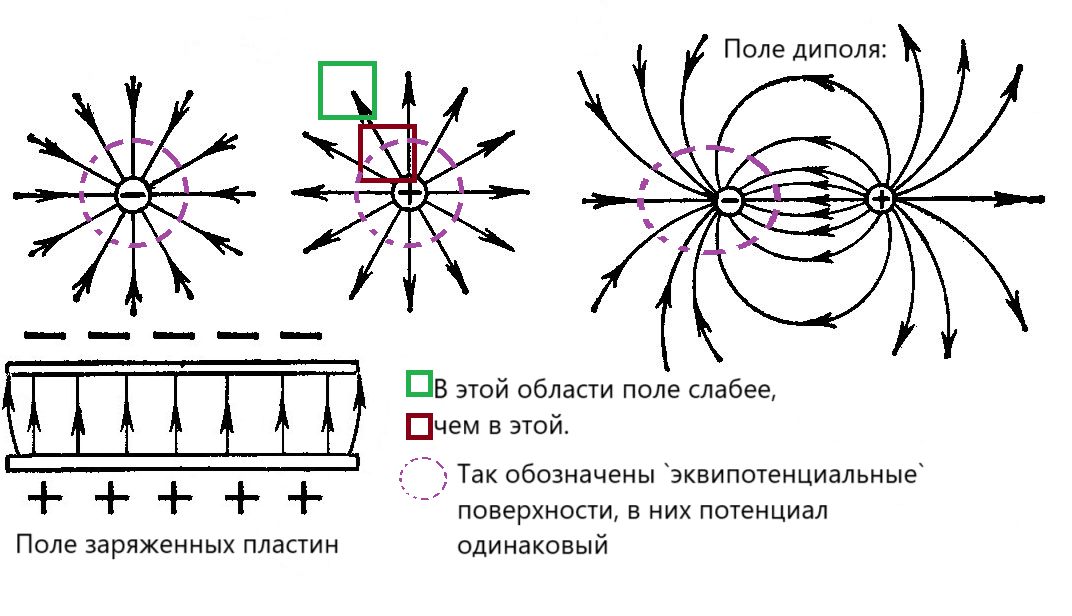 Поле диполя:
В этой области поле слабее,
чем в этой.
Так обозначены `эквипотенциальные`
поверхности, в них потенциал
одинаковый
Поле заряженных пластин